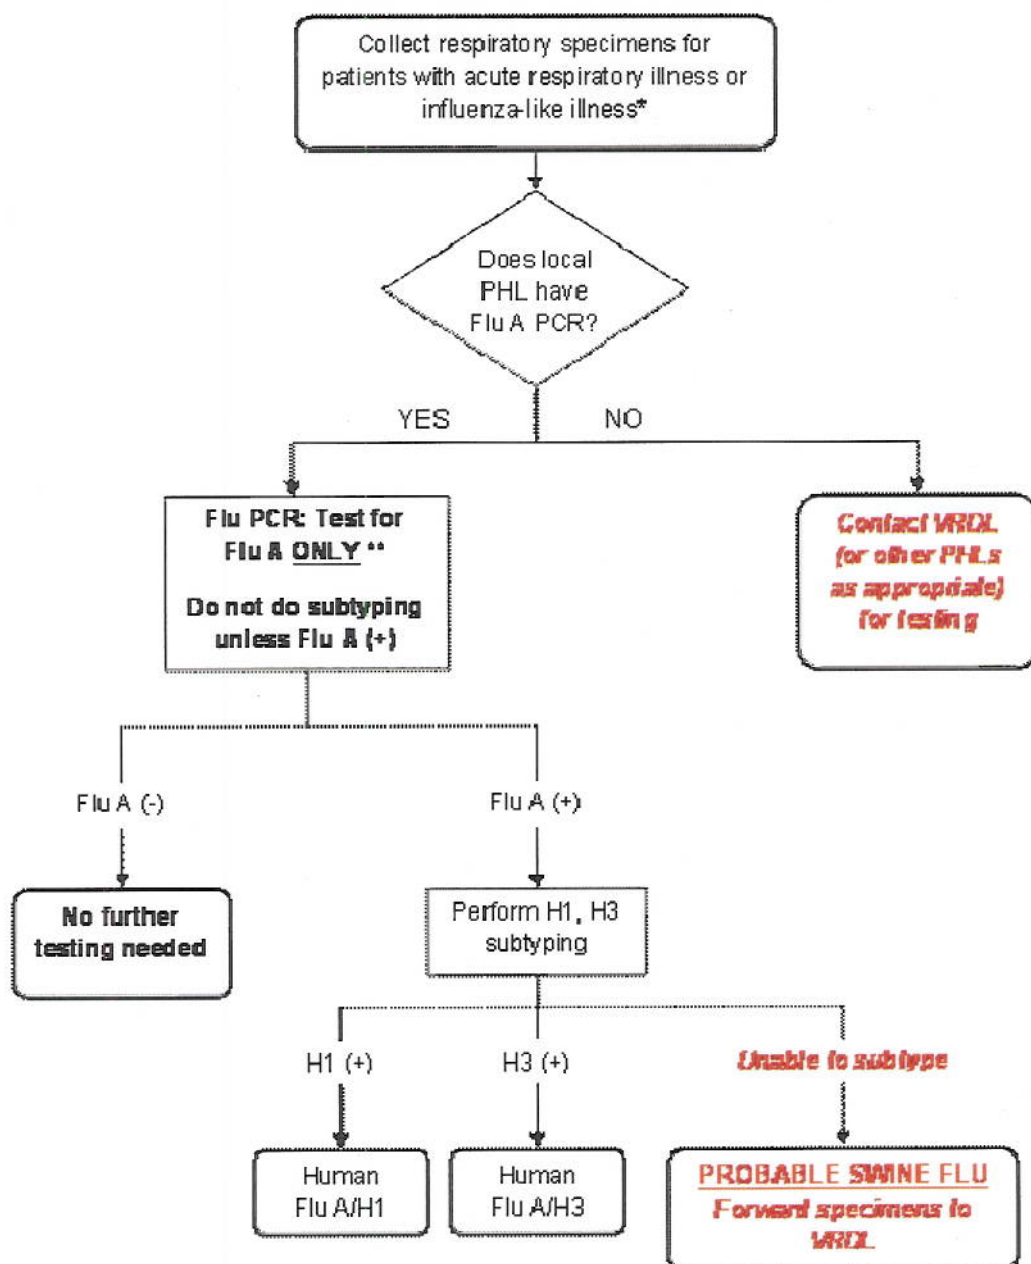 Collect respiratory specimens for
patients with acute respiratory illness or
influenza-like illness*
Does local
PHL have
Flu A PCR?
YES
NO
Flu PCR: Test for
Flu A ONLY **
Do not do subtyping
unless Flu A (+)
Contact VRDL
(or other PHLs
as appropriate)
for testing
Flu A (-)
Flu A (+)
No further
testing needed
Perform H1, H3
subtyping
H1 (+)
H3 (+)
Unable to subtype
Human
Flu A/H1
Human
Flu A/H3
PROBABLE SWINE FLU
Forward specimens to
VRDL